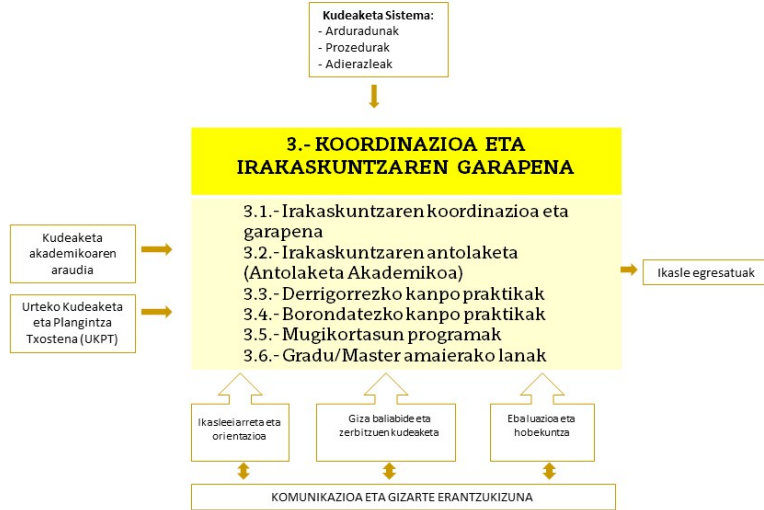 Kudeaketa Sistema:
- Arduradunak
- Prozedurak
- Adierazleak
3.- KOORDINAZIOA ETA
IRAKASKUNTZAREN GARAPENA
3.1.- Irakaskuntzaren koordinazioa eta
garapena
3.2.- Irakaskuntzaren antolaketa
(Antolaketa Akademikoa)
3.3.- Derrigorrezko kanpo praktikak
3.4.- Borondatezko kanpo praktikak
3.5.- Mugikortasun programak
3.6.- Gradu/Master amaierako lanak
Kudeaketa
akademikoaren
araudia
Urteko Kudeaketa
eta Plangintza
Txostena (UKPT)
Ikasle egresatuak
Ikasleei arreta eta
orientazioa
Giza baliabide eta
zerbitzuen kudeaketa
Ebaluazioa eta
hobekuntza
KOMUNIKAZIOA ETA GIZARTE ERANTZUKIZUNA